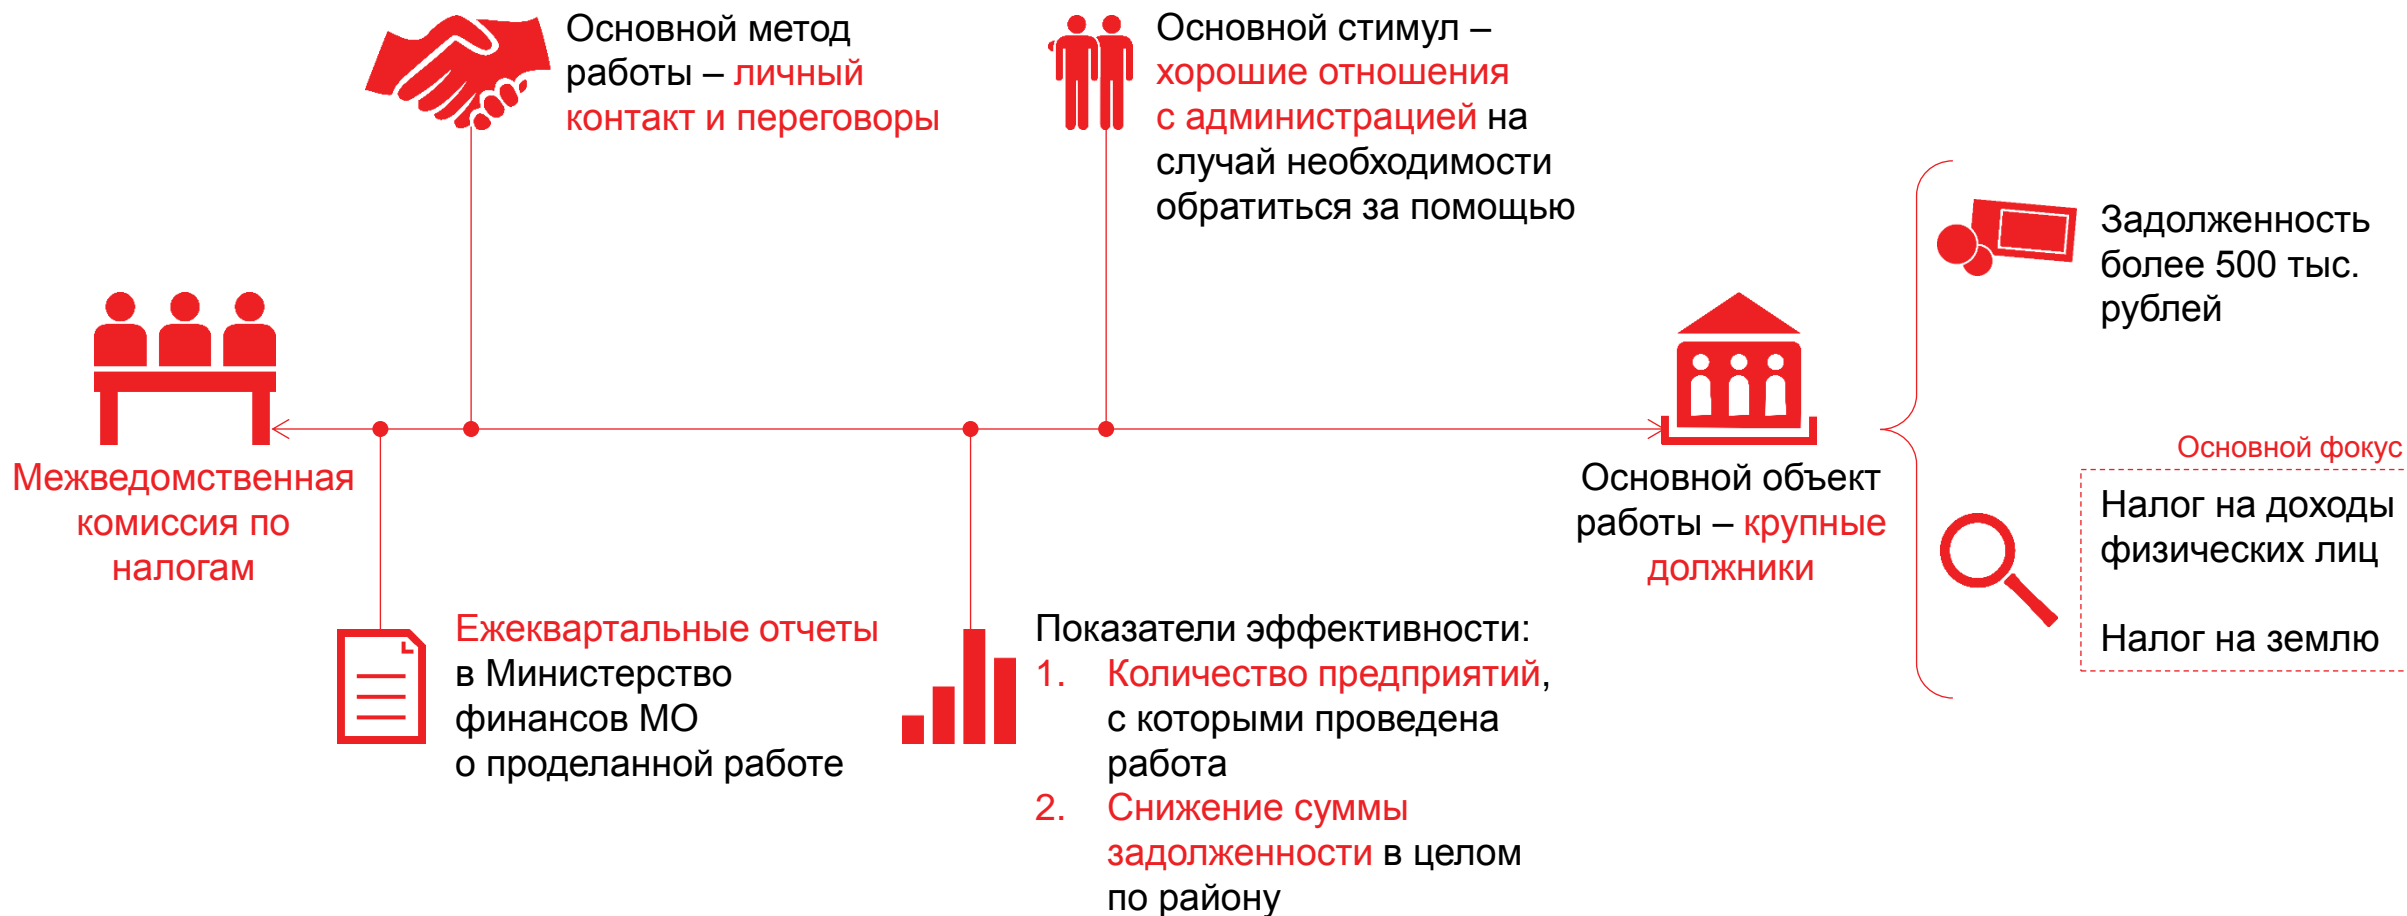 Основной метод
работы – личный
контакт и переговоры
Основной стимул –
хорошие отношения
с администрацией на
случай необходимости
обратиться за помощью
Задолженность
более 500 тыс.
рублей
Межведомственная
комиссия по
налогам
Основной объект
работы – крупные
должники
Основной фокус
Налог на доходы
физических лиц
Налог на землю
Ежеквартальные отчеты
в Министерство
финансов МО
о проделанной работе
Показатели эффективности:
1. Количество предприятий,
с которыми проведена
работа
2. Снижение суммы
задолженности в целом
по району